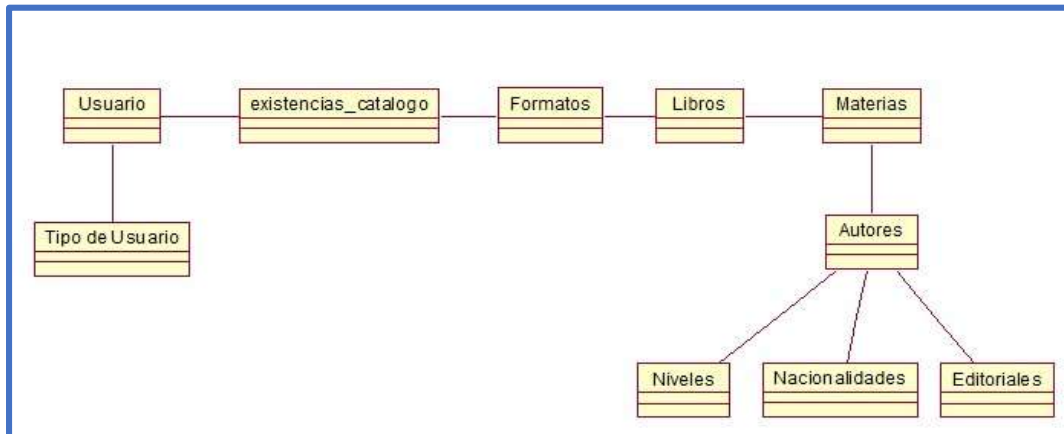 Usuario
existencias_catalogo
Formatos
Libros
Materias
Tipo de Usuario
Autores
Niveles
Nacionalidades
Editoriales